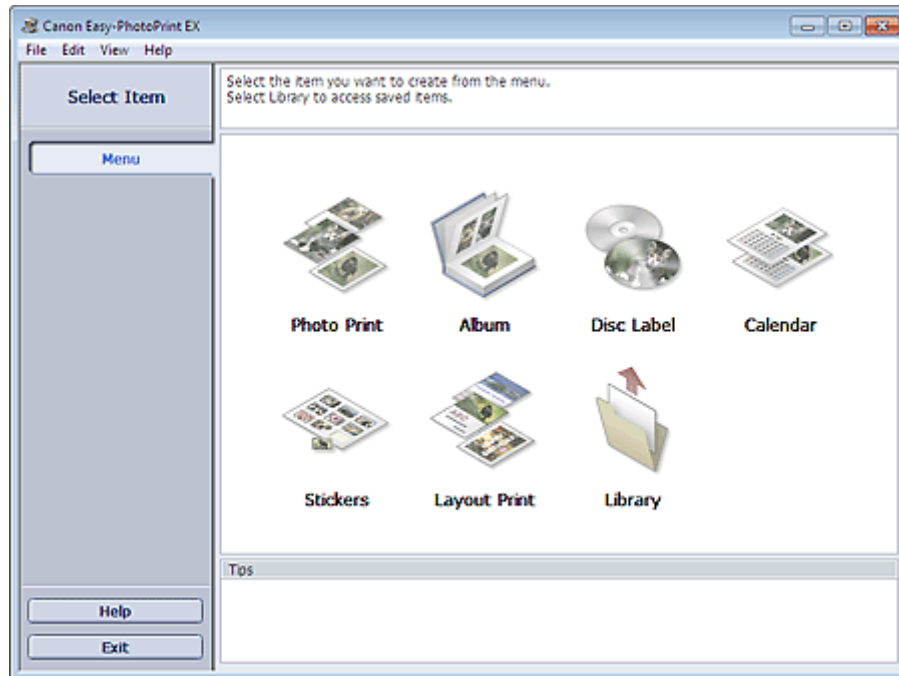 Canon Easy-PhotoPrint EX
File Edit View Help
Select Item
Select the item you want to create from the menu.
Select Library to access saved items.
Menu
Photo Print
Album
Disc Label
Calendar
Stickers
Layout Print
Library
Tips
Help
Exit